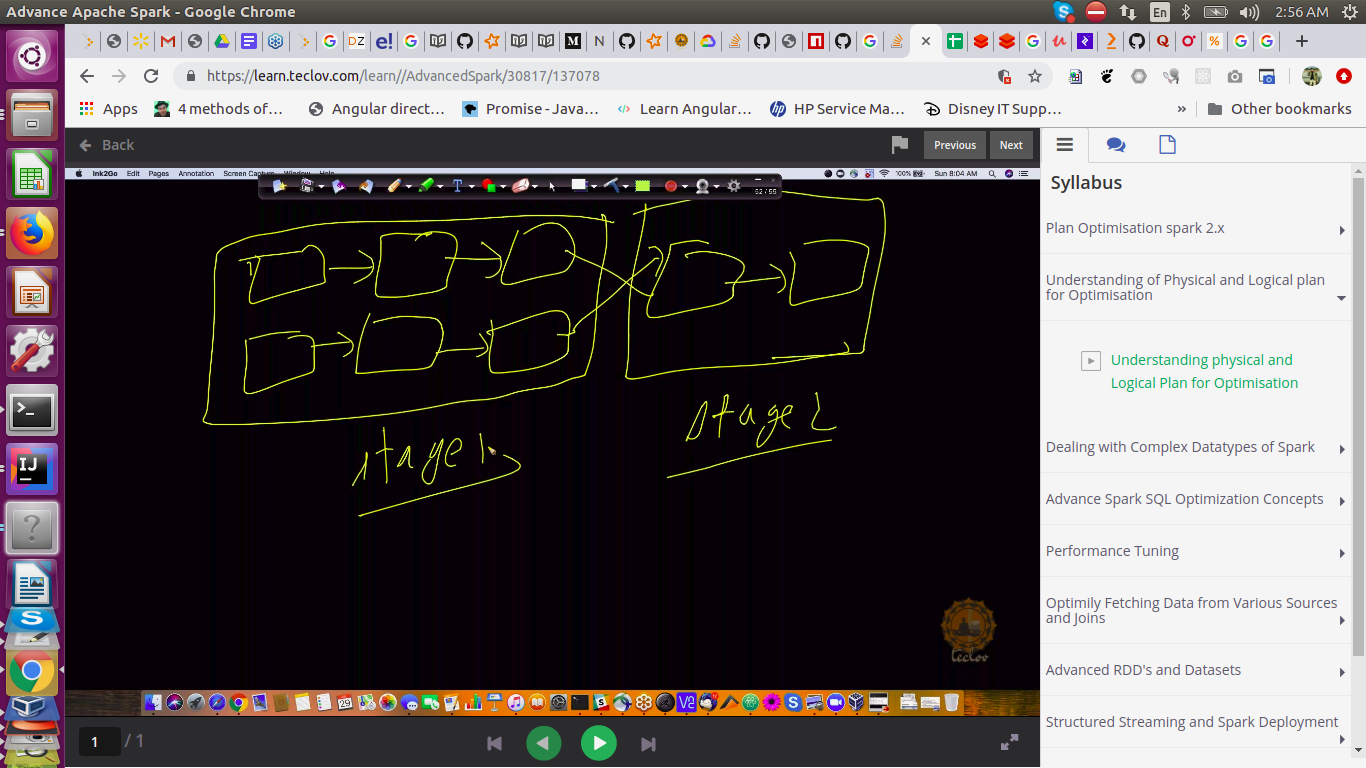 Advance Apache Spark - Google Chrome
En
2:56 AM
https://learn.teclov.com/learn//AdvancedSpark/30817/137078
Apps
4 methods of...
Angular direct...
Promise - Java...
Learn Angular...
HP Service Ma...
Disney IT Supp...
»
Other bookmarks
Back
Previous
Next
Ink2Go Edit Pages Annotation Screen Capture Window Help
100%
Sun 8:04 AM
52 / 55
stage 1
stage 2
teclov
1 / 1
Syllabus
Plan Optimisation spark 2.x
Understanding of Physical and Logical plan
for Optimisation
Understanding physical and
Logical Plan for Optimisation
Dealing with Complex Datatypes of Spark
Advance Spark SQL Optimization Concepts
Performance Tuning
Optimily Fetching Data from Various Sources
and Joins
Advanced RDD's and Datasets
Structured Streaming and Spark Deployment